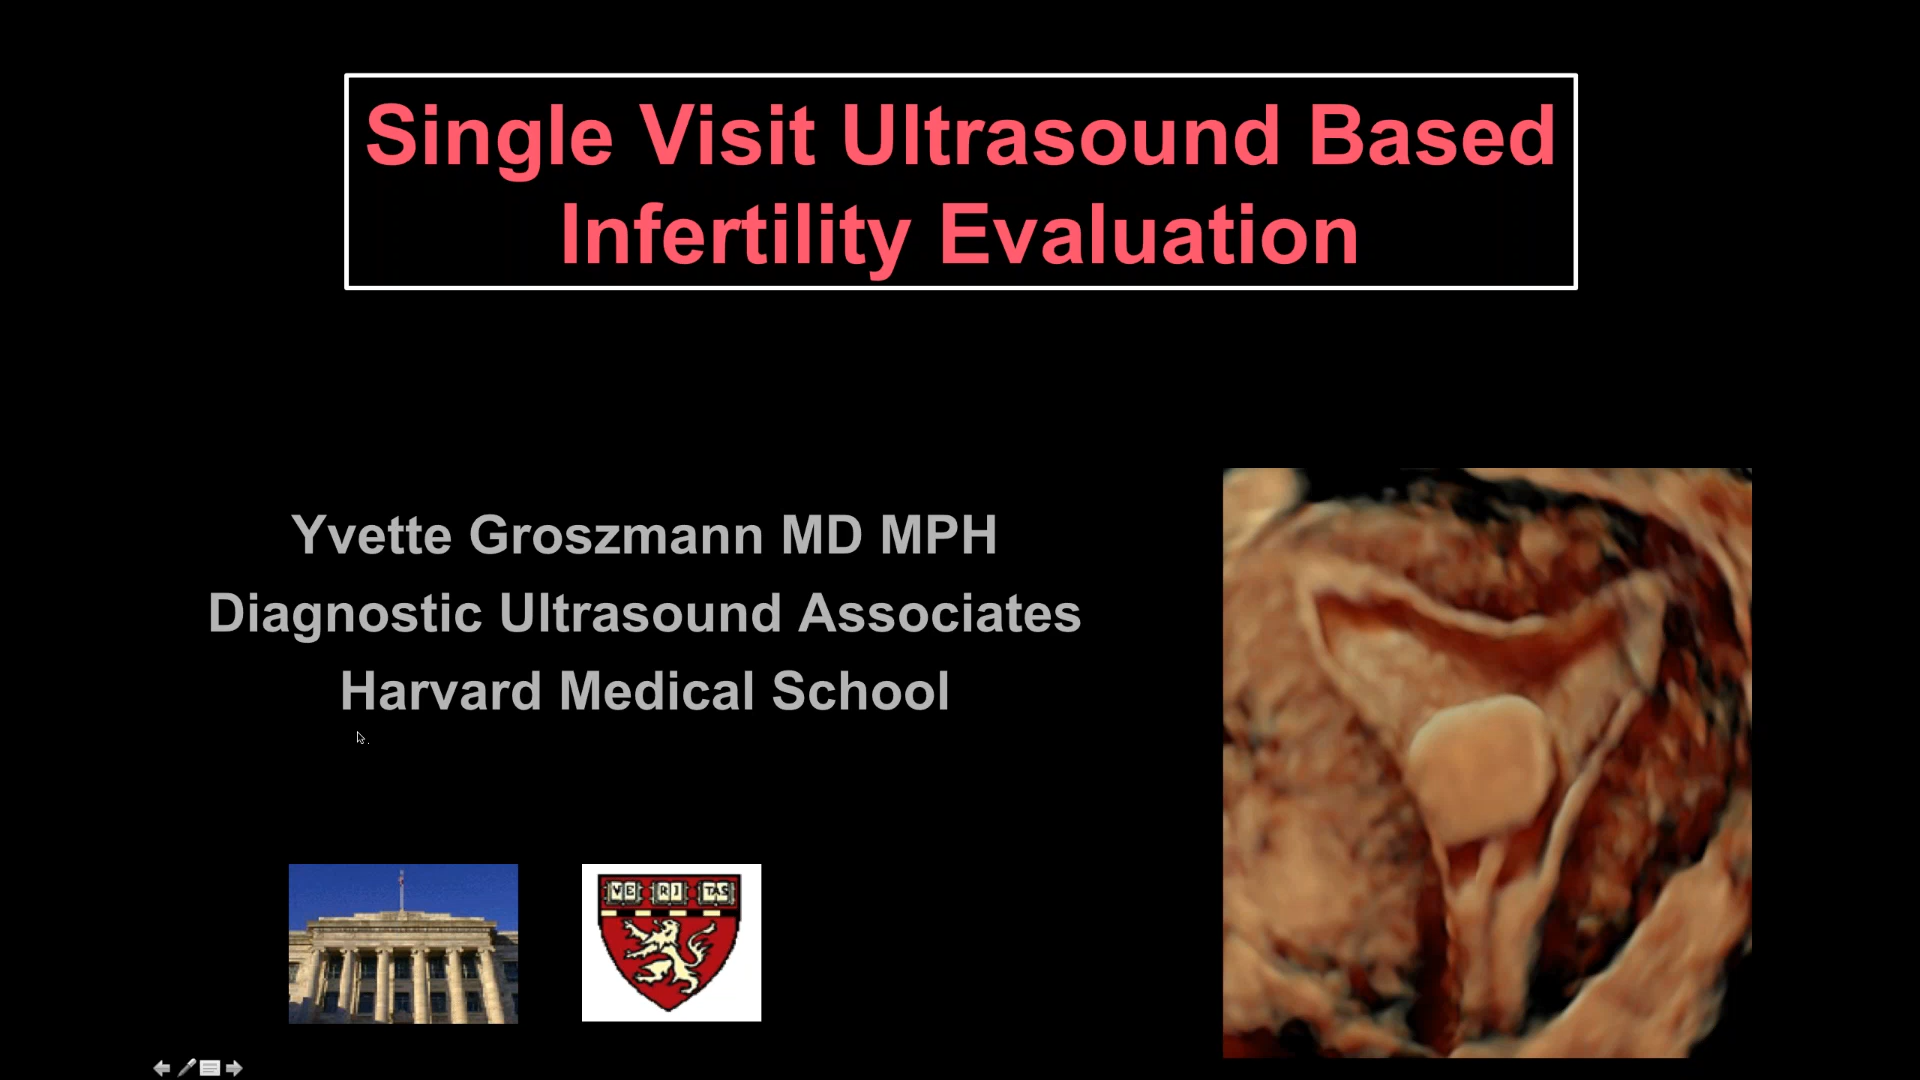 Single Visit Ultrasound Based
Infertility Evaluation
Yvette Groszmann MD MPH
Diagnostic Ultrasound Associates
Harvard Medical School
VE RI TAS